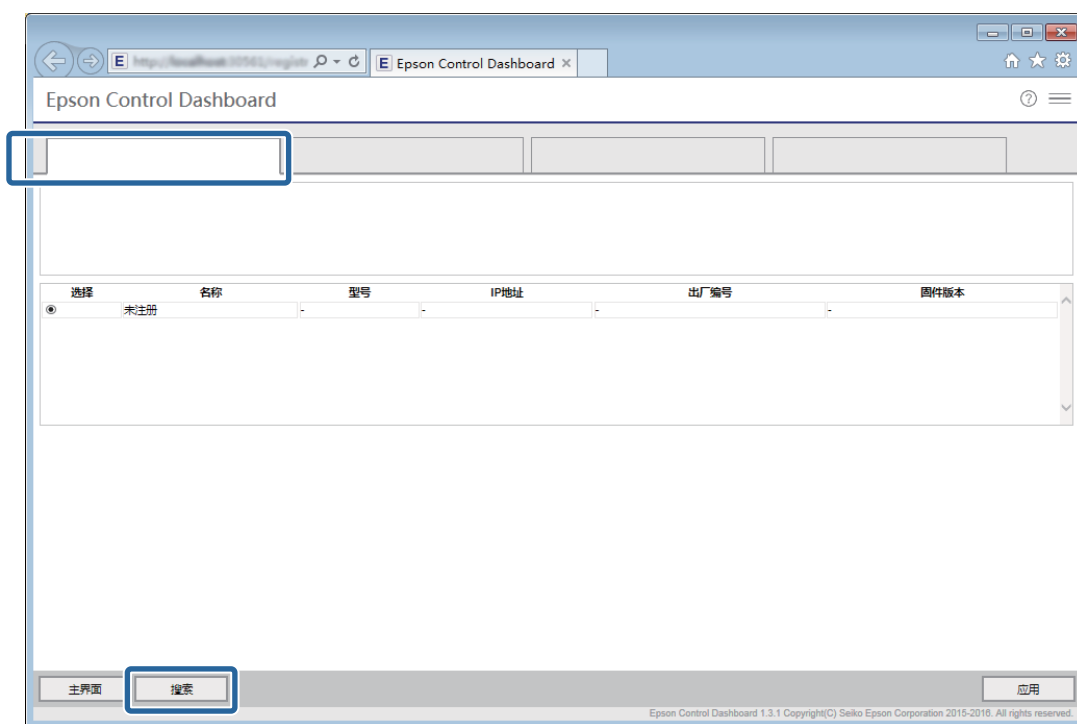 Epson Control Dashboard ×
Epson Control Dashboard
选择 名称 型号 IP地址 出厂编号 固件版本
未注册 - - - -
主界面 搜索 应用
Epson Control Dashboard 1.3.1 Copyright(C) Seiko Epson Corporation 2015-2016. All rights reserved.